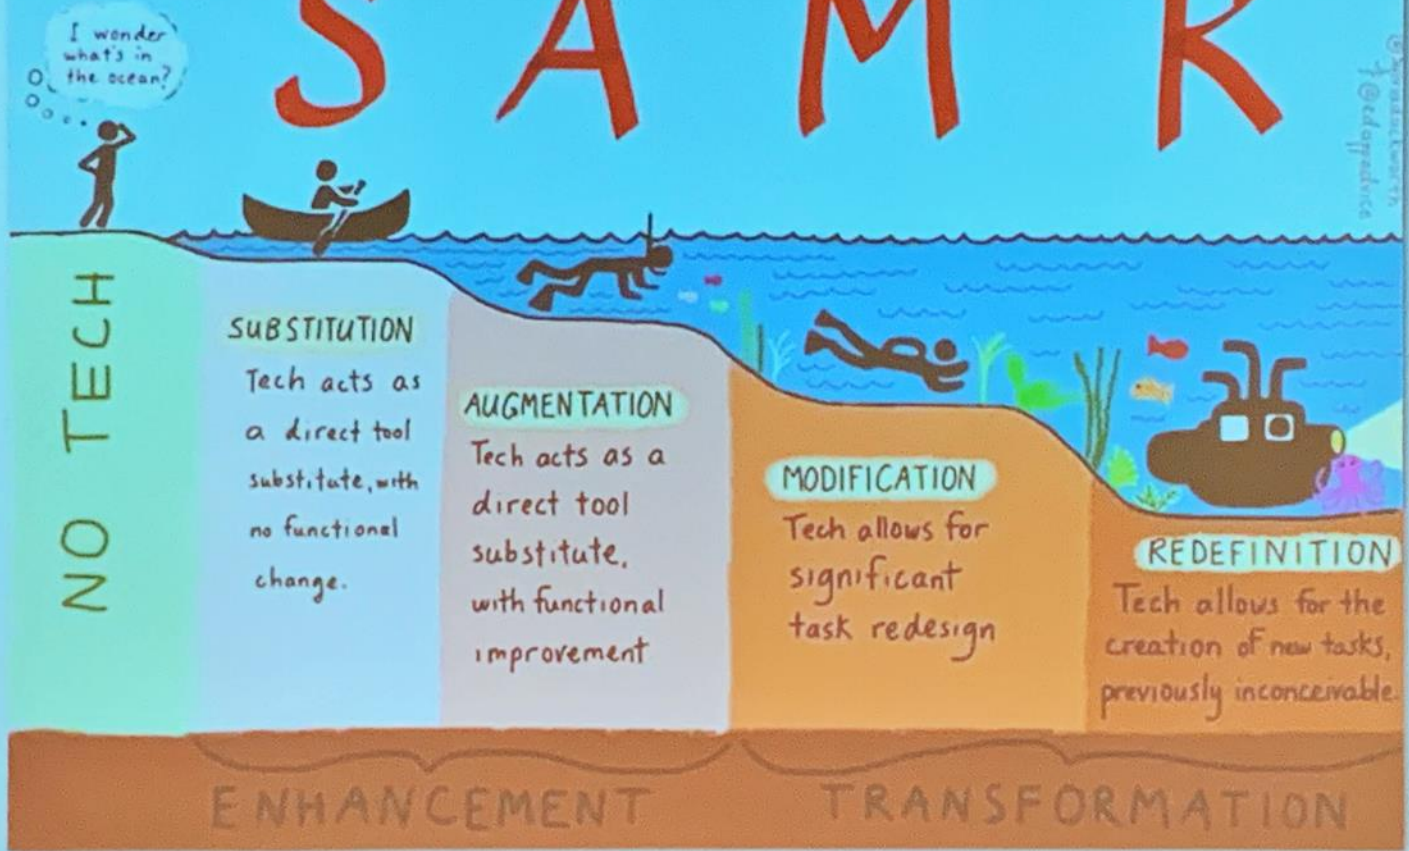 S A M R
I wonder
what's in
the ocean?
NO TECH
SUBSTITUTION
Tech acts as
a direct tool
substitute, with
no functional
change.
AUGMENTATION
Tech acts as a
direct tool
substitute,
with functional
improvement
MODIFICATION
Tech allows for
significant
task redesign
REDEFINITION
Tech allows for the
creation of new tasks,
previously inconceivable.
ENHANCEMENT
TRANSFORMATION
@edappadvice